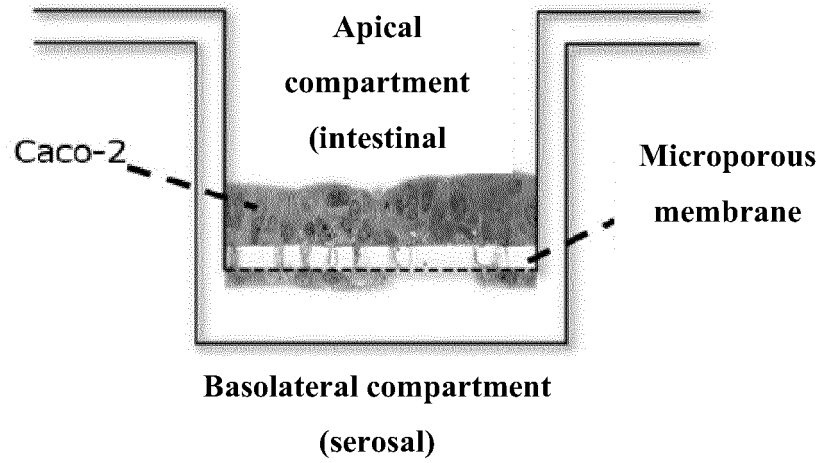 Apical
compartment
(intestinal
Caco-2
Microporous
membrane
Basolateral compartment
(serosal)